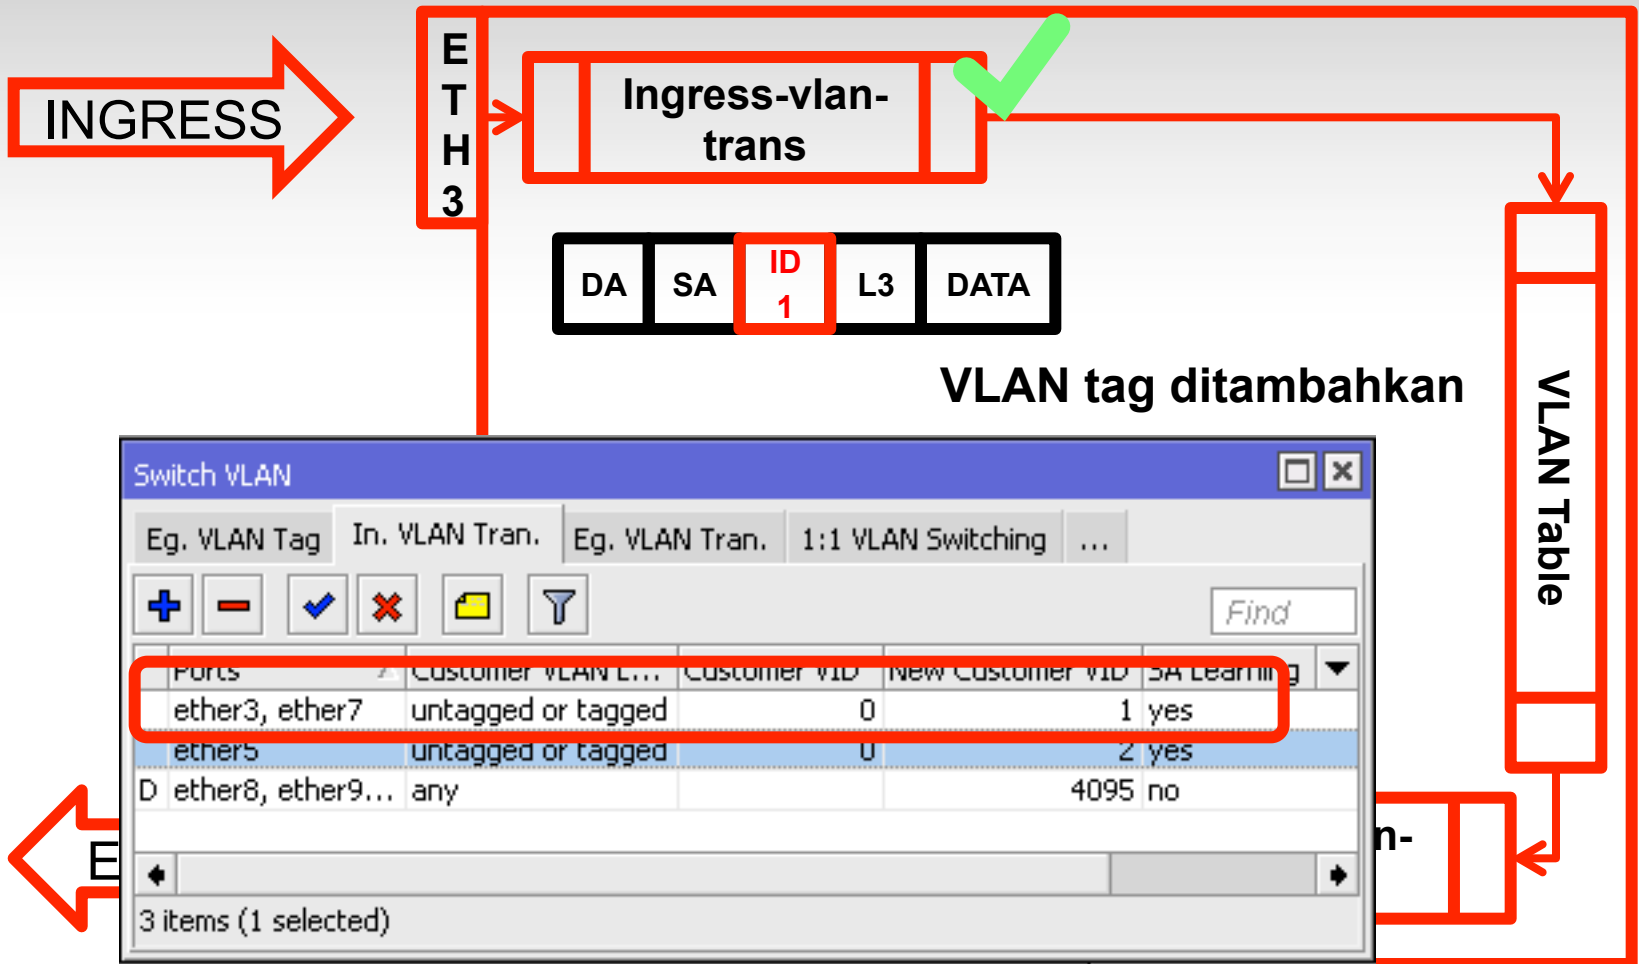 INGRESS
E
T
H
3
Ingress-vlan-
trans
DA SA ID 1 L3 DATA
VLAN tag ditambahkan
VLAN Table
Switch VLAN
Eg. VLAN Tag In. VLAN Tran. Eg. VLAN Tran. 1:1 VLAN Switching ...
Find
Ports Customer VLAN L... Customer VID New Customer VID SA Learning
ether3, ether7 untagged or tagged 0 1 yes
ether5 untagged or tagged 0 2 yes
D ether8, ether9... any 4095 no
3 items (1 selected)
E
n-